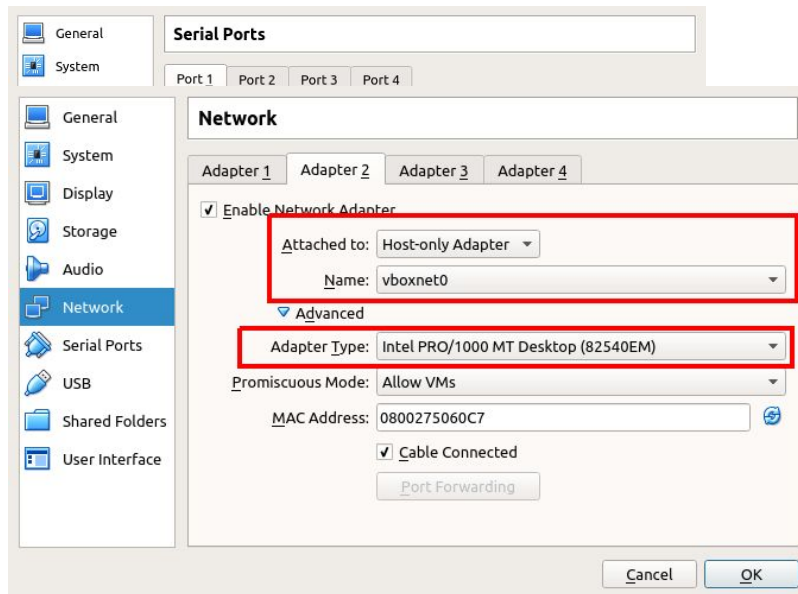 General
System
Serial Ports
Port 1 Port 2 Port 3 Port 4
General
System
Display
Storage
Audio
Network
Serial Ports
USB
Shared Folders
User Interface
Network
Adapter 1 Adapter 2 Adapter 3 Adapter 4
Enable Network Adapter
Attached to: Host-only Adapter
Name: vboxnet0
Advanced
Adapter Type: Intel PRO/1000 MT Desktop (82540EM)
Promiscuous Mode: Allow VMs
MAC Address: 0800275060C7
Cable Connected
Port Forwarding
Cancel OK